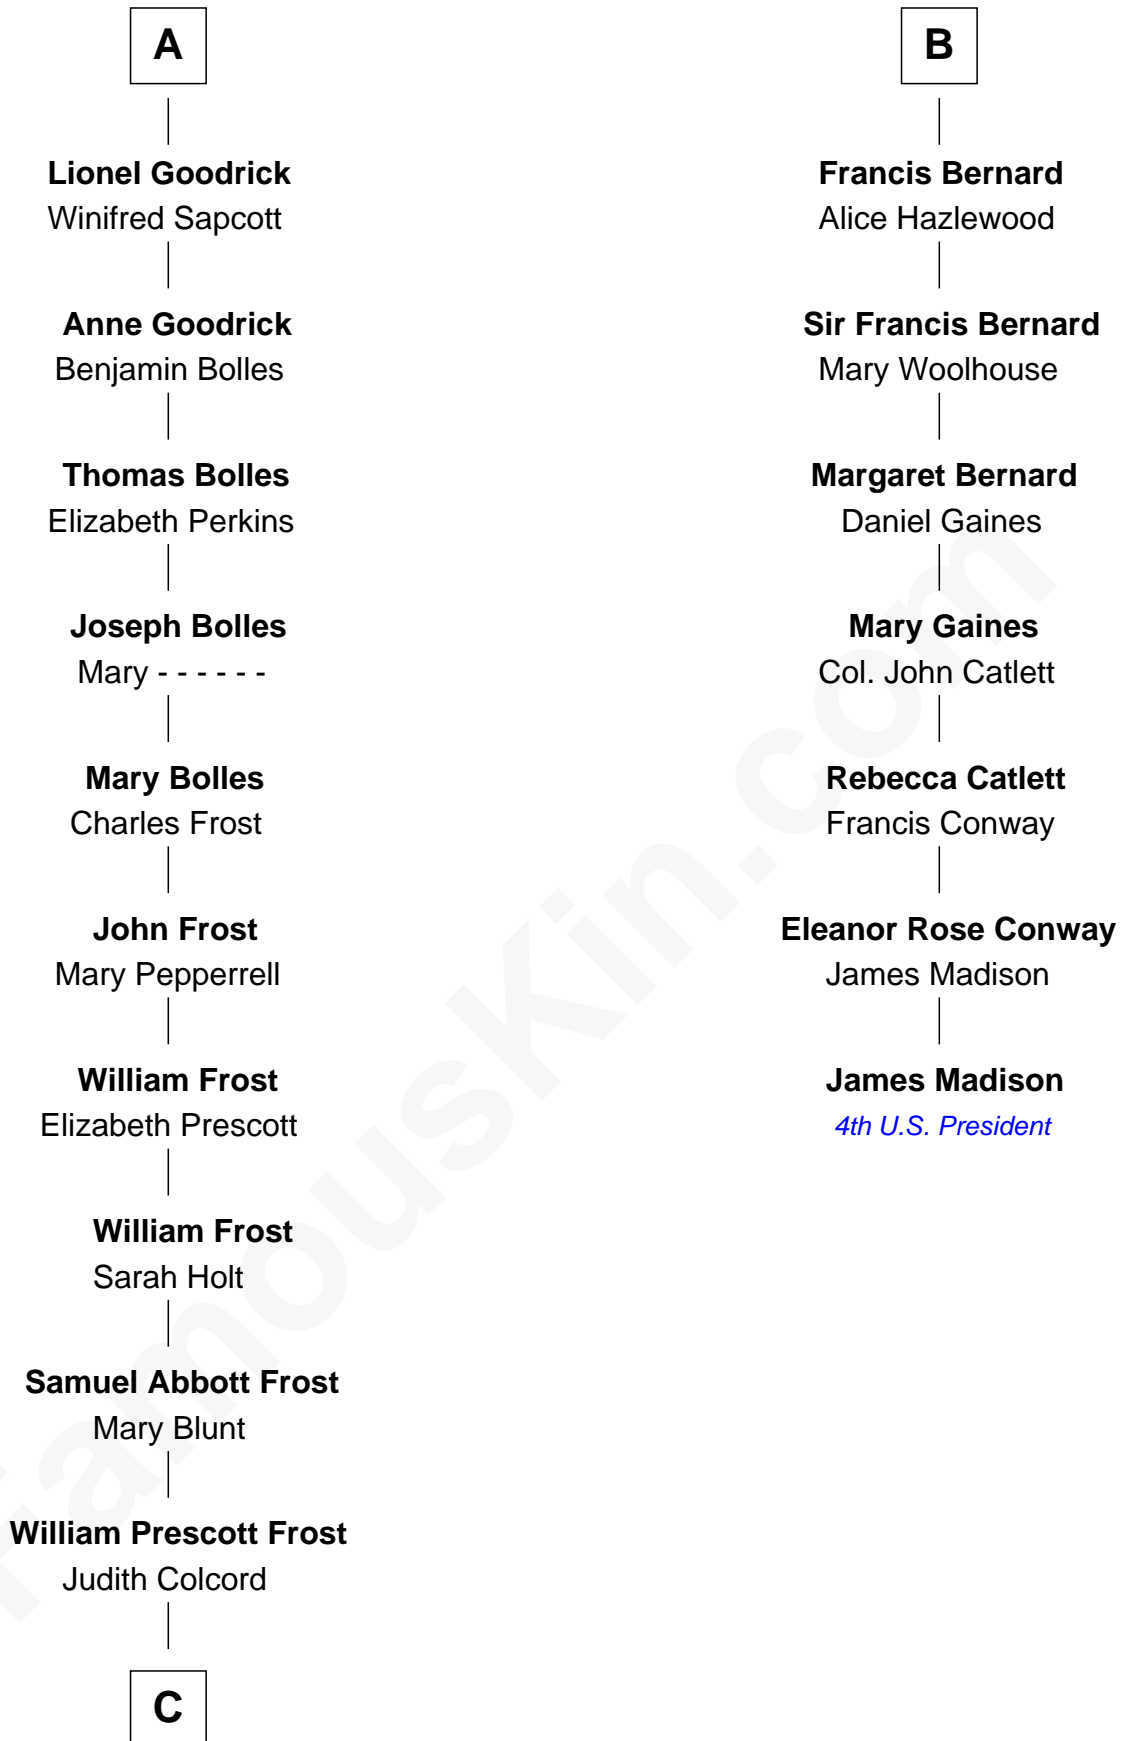 A
Lionel Goodrick
Winifred Sapcott
Anne Goodrick
Benjamin Bolles
Thomas Bolles
Elizabeth Perkins
Joseph Bolles
Mary - - - - - -
Mary Bolles
Charles Frost
John Frost
Mary Pepperrell
William Frost
Elizabeth Prescott
William Frost
Sarah Holt
Samuel Abbott Frost
Mary Blunt
William Prescott Frost
Judith Colcord
C
B
Francis Bernard
Alice Hazlewood
Sir Francis Bernard
Mary Woolhouse
Margaret Bernard
Daniel Gaines
Mary Gaines
Col. John Catlett
Rebecca Catlett
Francis Conway
Eleanor Rose Conway
James Madison
James Madison
4th U.S. President
FamousKin.com